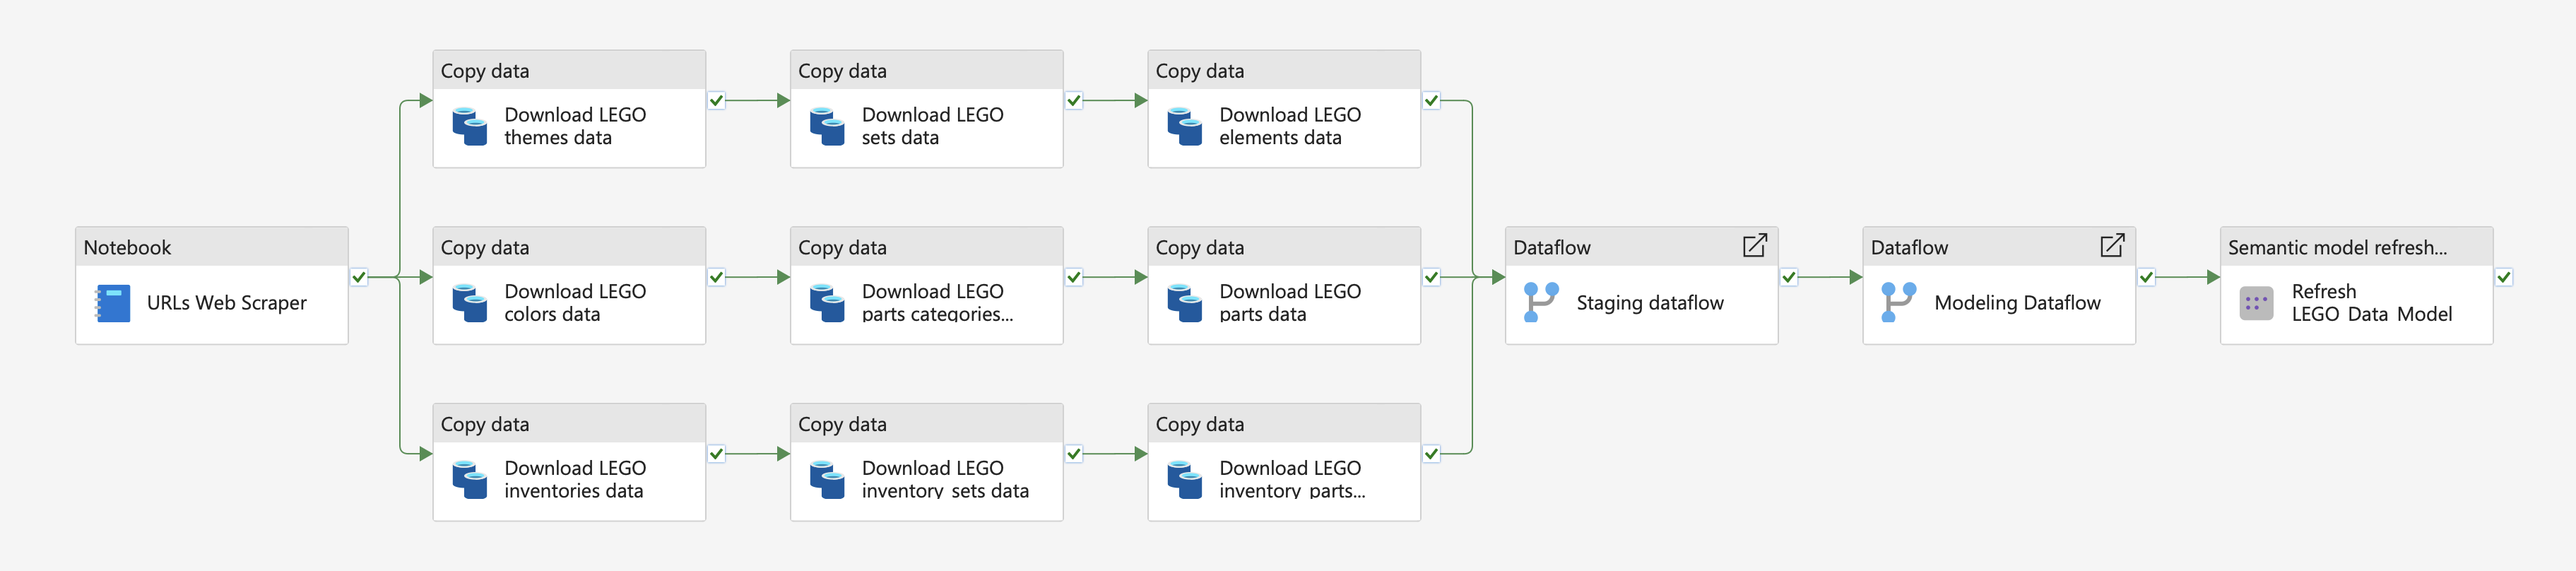 Copy data
Download LEGO
themes data
Copy data
Download LEGO
sets data
Copy data
Download LEGO
elements data
Notebook
URLs Web Scraper
Copy data
Download LEGO
colors data
Copy data
Download LEGO
parts categories...
Copy data
Download LEGO
parts data
Dataflow
Staging dataflow
Dataflow
Modeling Dataflow
Semantic model refresh...
Refresh
LEGO Data Model
Copy data
Download LEGO
inventories data
Copy data
Download LEGO
inventory sets data
Copy data
Download LEGO
inventory parts...